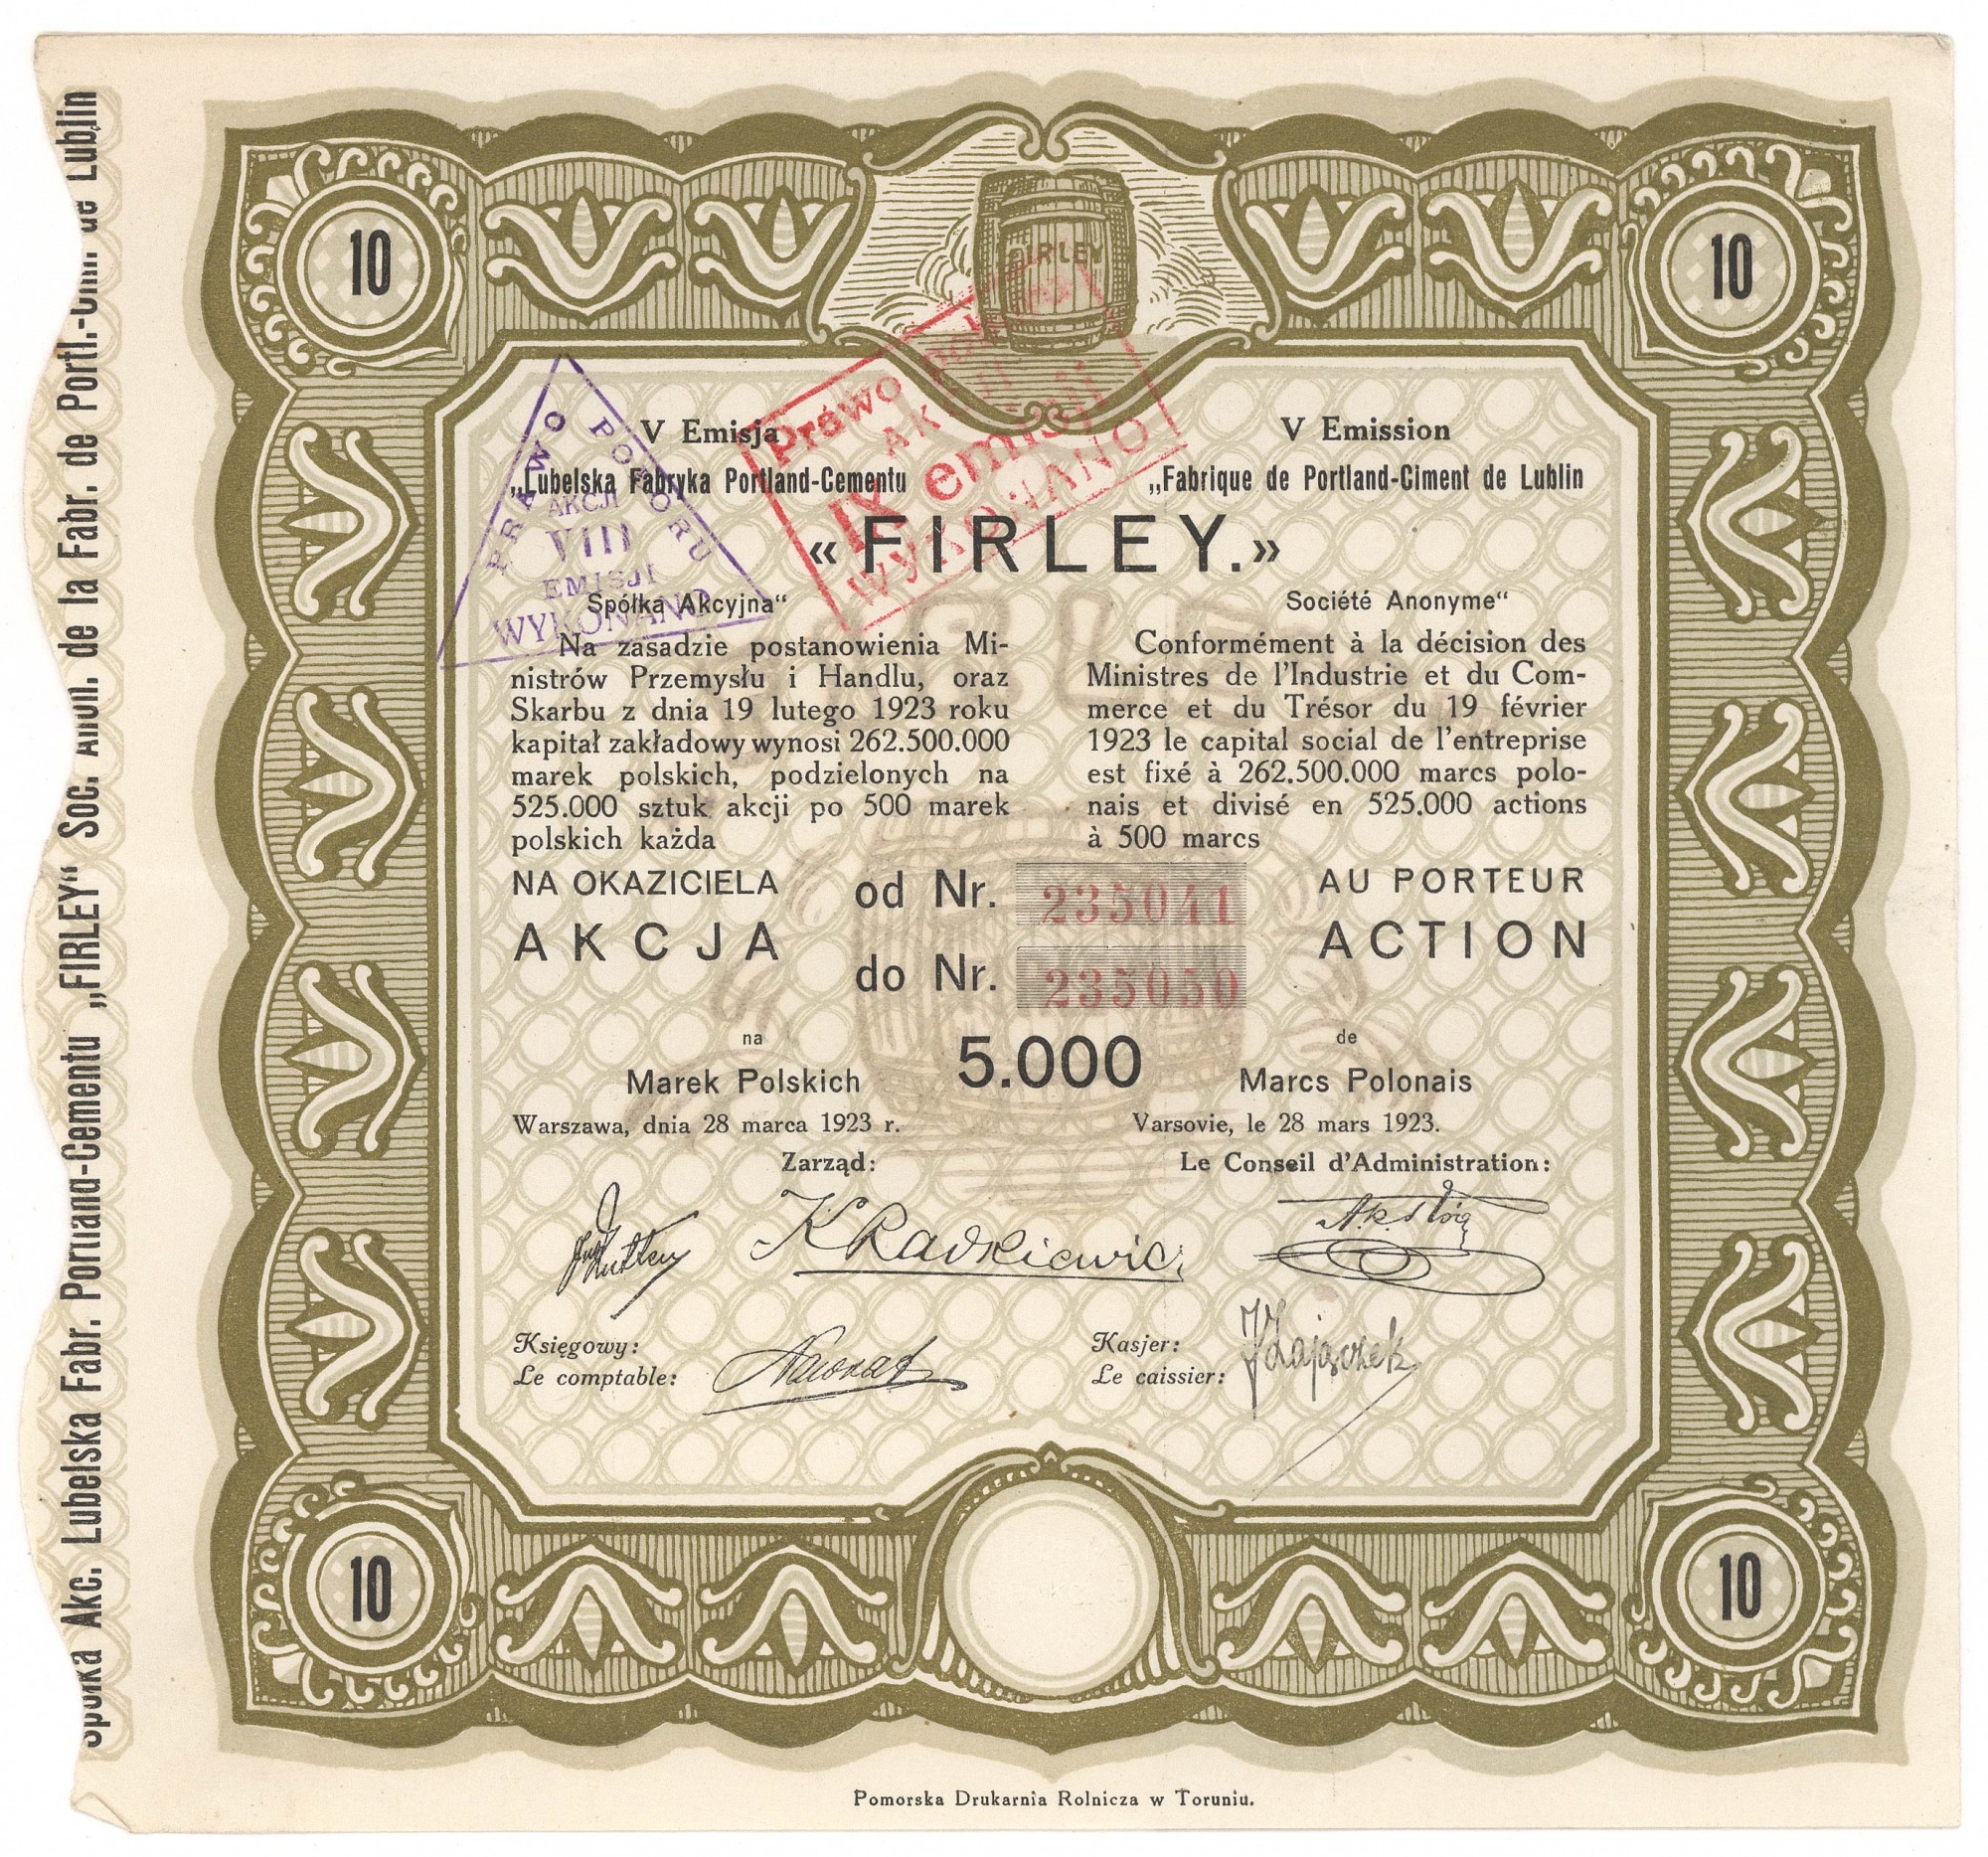 Spółka Akc. Lubelska Fabr. Portland-Cementu „FIRLEY“ Soc. Anon. de la Fabr. de Portl.-Cim. de Lublin
10
10
FIRLEY
V Emisja
„Lubelska Fabryka Portland-Cementu
V Emission
„Fabrique de Portland-Ciment de Lublin
«FIRLEY.»
Spółka Akcyjna“
Société Anonyme“
PRAWO POBORU
AKCJI
VIII
EMISJI
WYKONANO
Prawo poboru
AKCJI
IX emisji
WYKONANO
Na zasadzie postanowienia Mi-
nistrów Przemysłu i Handlu, oraz
Skarbu z dnia 19 lutego 1923 roku
kapitał zakładowy wynosi 262.500.000
marek polskich, podzielonych na
525.000 sztuk akcji po 500 marek
polskich każda
NA OKAZICIELA
AKCJA
Conformément à la décision des
Ministres de l'Industrie et du Com-
merce et du Trésor du 19 février
1923 le capital social de l'entreprise
est fixé à 262.500.000 marcs polo-
nais et divisé en 525.000 actions
à 500 marcs
AU PORTEUR
ACTION
od Nr. 235041
do Nr. 235050
na
Marek Polskich
5.000
de
Marcs Polonais
Warszawa, dnia 28 marca 1923 r.
Varsovie, le 28 mars 1923.
Zarząd:
Le Conseil d'Administration:
KRadkiewicz
Księgowy:
Le comptable:
Nawrat
Kasjer:
Le caissier:
Zajączek
10
10
Pomorska Drukarnia Rolnicza w Toruniu.